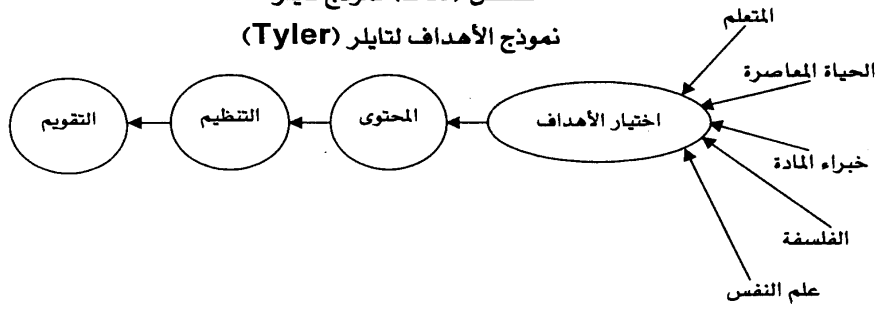 نموذج الأهداف لتايلر (Tyler)
المتعلم
الحياة المعاصرة
خبراء المادة
الفلسفة
علم النفس
اختيار الأهداف
المحتوى
التنظيم
التقويم